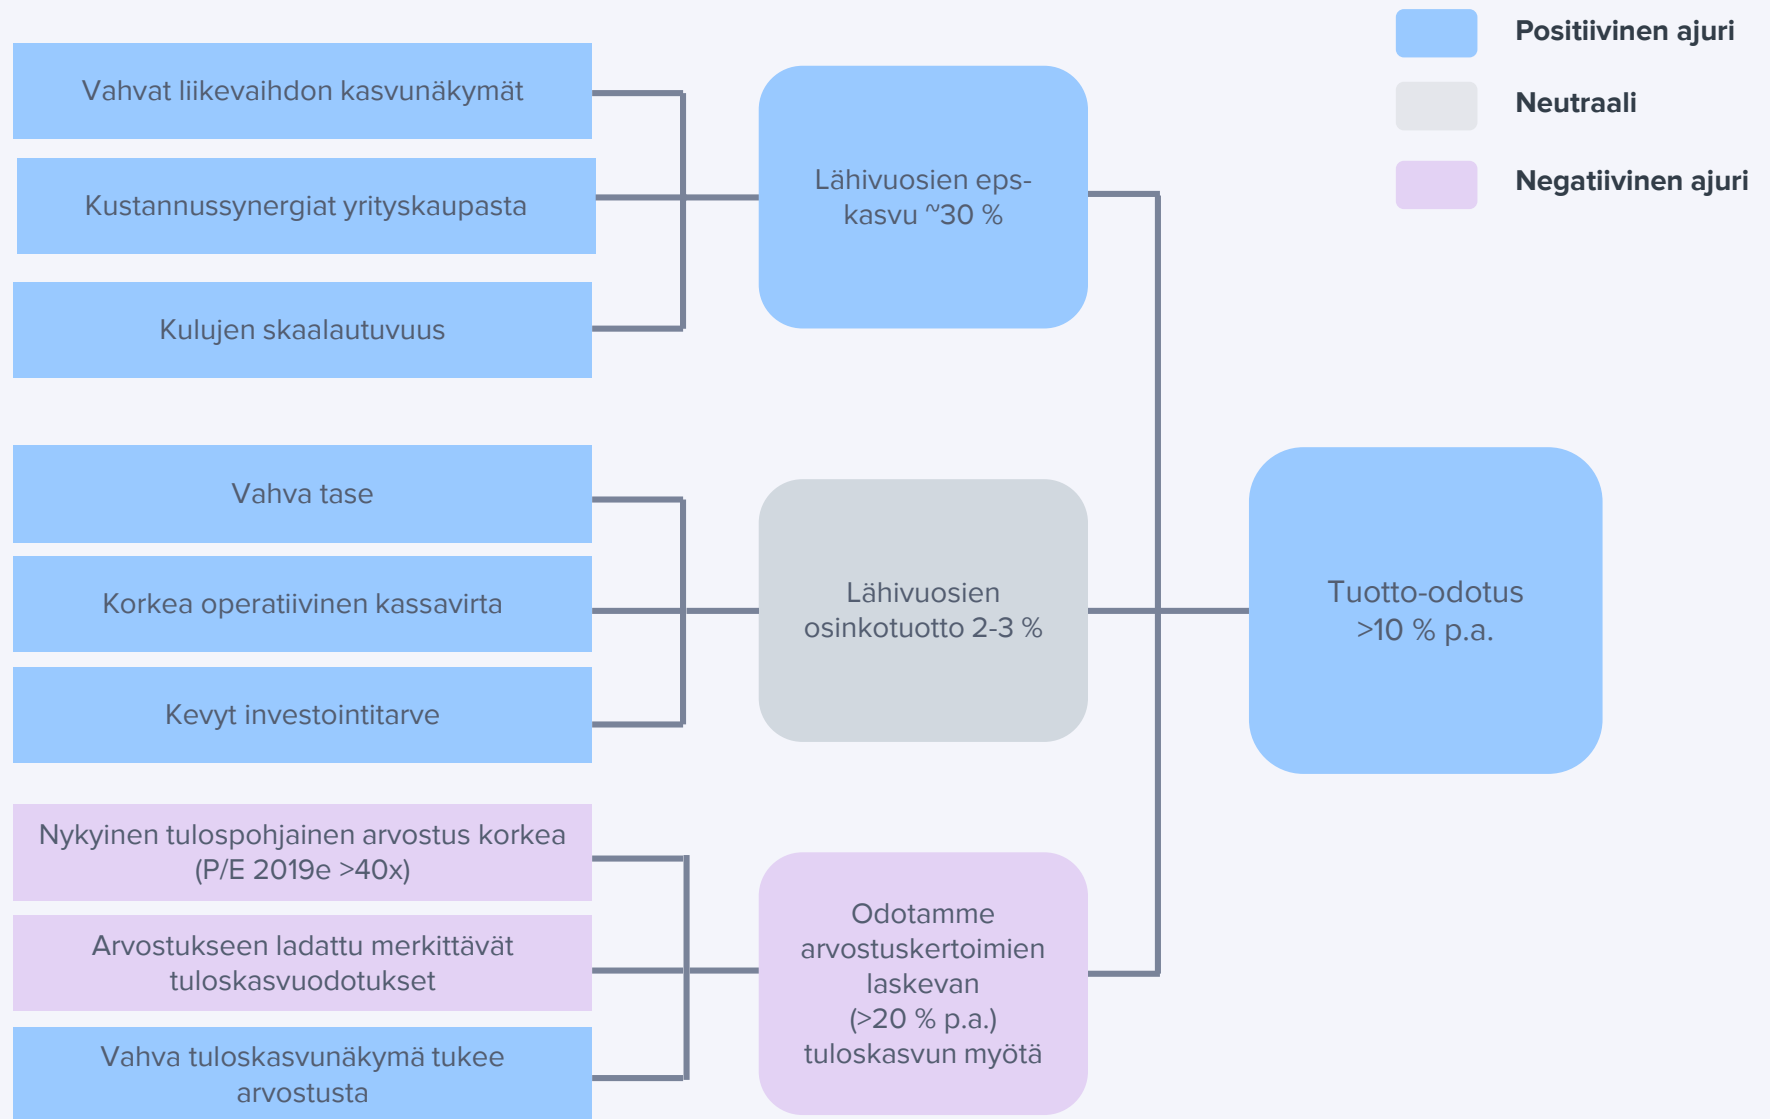 Positiivinen ajuri
Neutraali
Negatiivinen ajuri
Vahvat liikevaihdon kasvunäkymät
Kustannussynergiat yrityskaupasta
Kulujen skaalautuvuus
Lähivuosien eps-
kasvu ~30 %
Vahva tase
Korkea operatiivinen kassavirta
Kevyt investointitarve
Lähivuosien
osinkotuotto 2-3 %
Nykyinen tulospohjainen arvostus korkea
(P/E 2019e >40x)
Arvostukseen ladattu merkittävät
tuloskasvuodotukset
Vahva tuloskasvunäkymä tukee
arvostusta
Odotamme
arvostuskertoimien
laskevan
(>20 % p.a.)
tuloskasvun myötä
Tuotto-odotus
>10 % p.a.